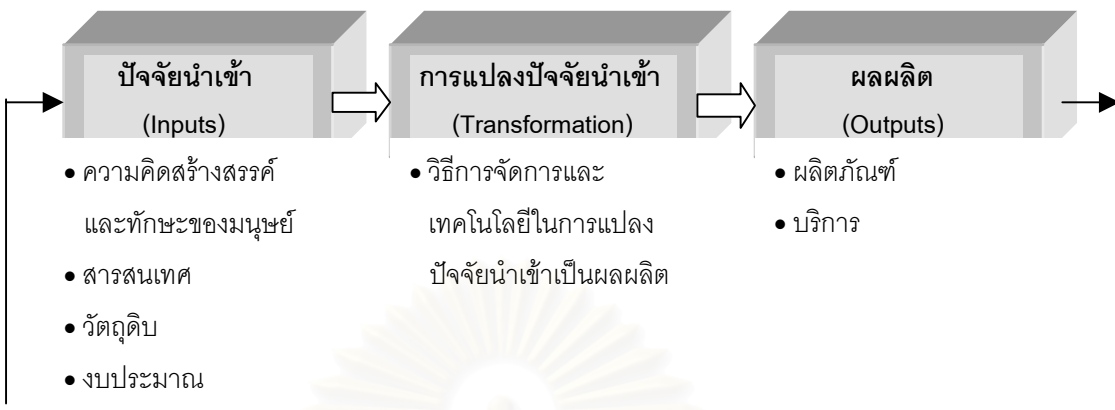 ปัจจัยนำเข้า
(Inputs)
• ความคิดสร้างสรรค์
และทักษะของมนุษย์
• สารสนเทศ
• วัตถุดิบ
• งบประมาณ
การแปลงปัจจัยนำเข้า
(Transformation)
• วิธีการจัดการและ
เทคโนโลยีในการแปลง
ปัจจัยนำเข้าเป็นผลผลิต
ผลผลิต
(Outputs)
• ผลิตภัณฑ์
• บริการ